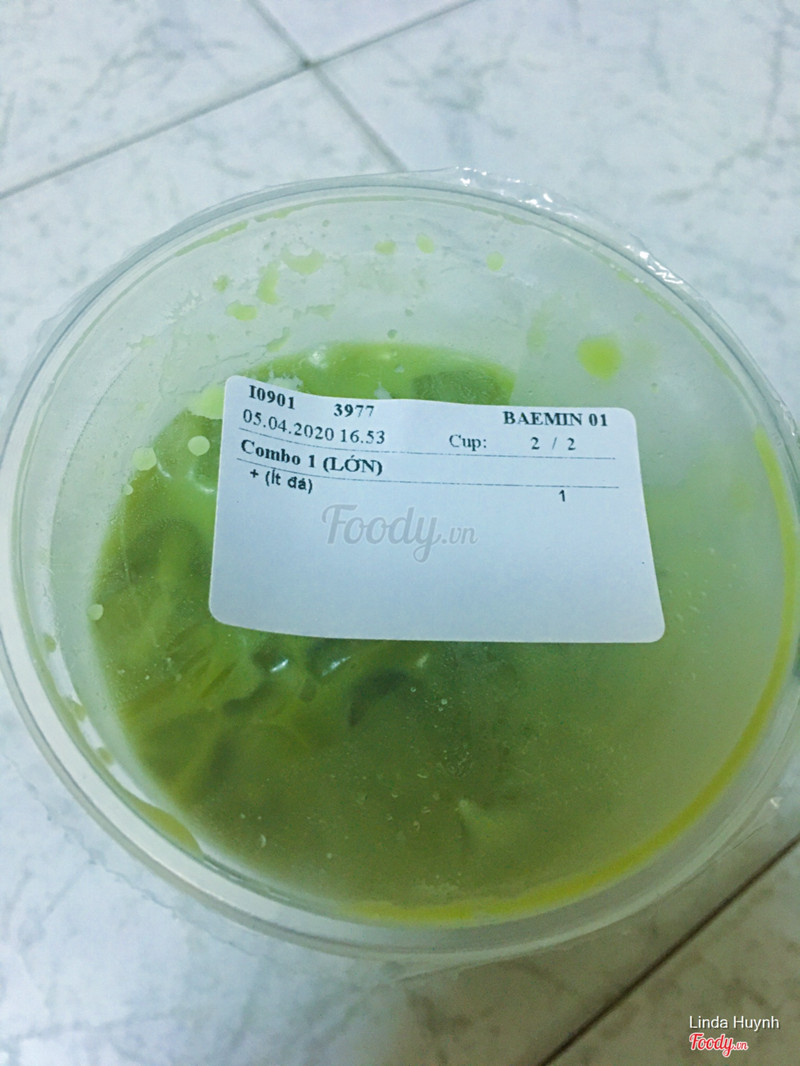 I0901 3977 BAEMIN 01
05.04.2020 16.53 Cup: 2 / 2
Combo 1 (LỚN)
+ (Ít đá) 1
Foody.vn
Linda Huynh
Foody.vn